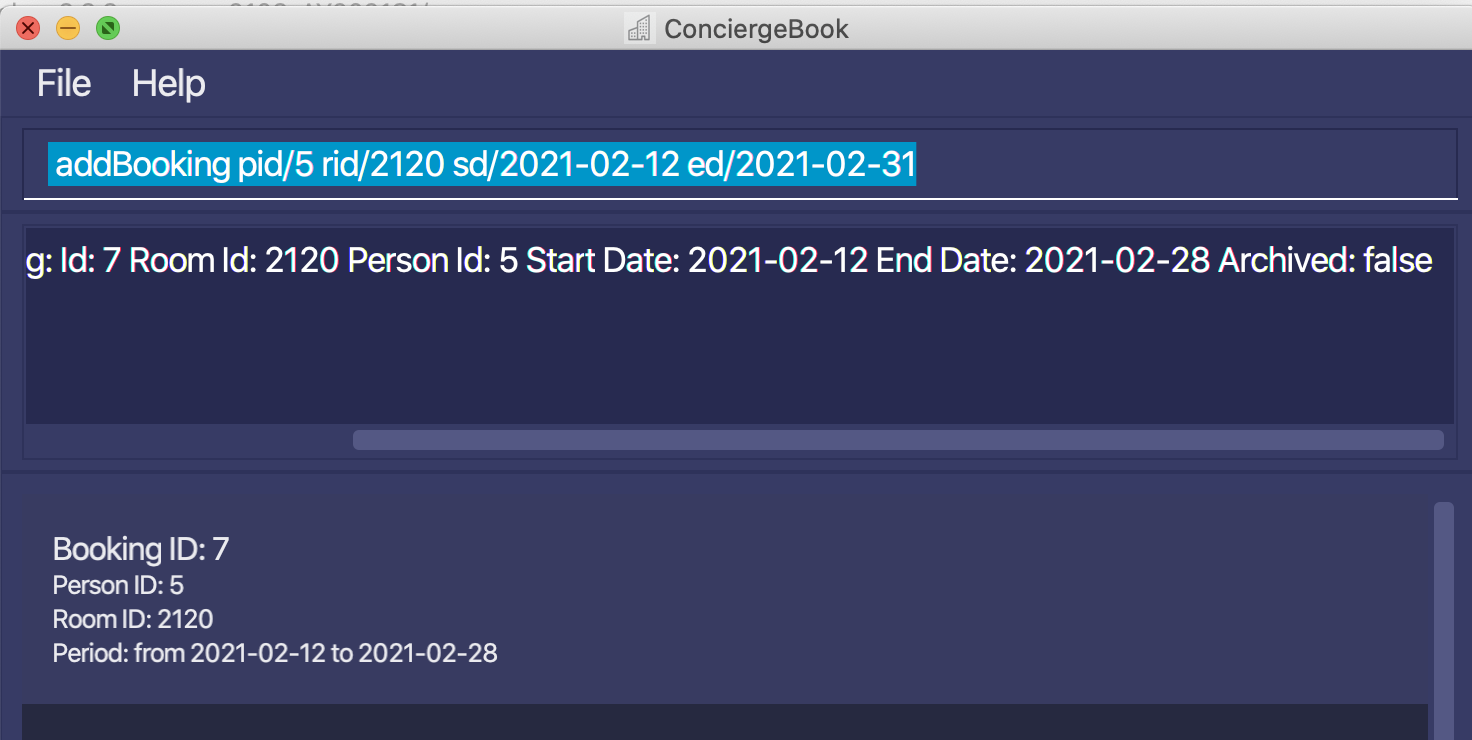 ConciergeBook
File Help
addBooking pid/5 rid/2120 sd/2021-02-12 ed/2021-02-31
g: Id: 7 Room Id: 2120 Person Id: 5 Start Date: 2021-02-12 End Date: 2021-02-28 Archived: false
Booking ID: 7
Person ID: 5
Room ID: 2120
Period: from 2021-02-12 to 2021-02-28